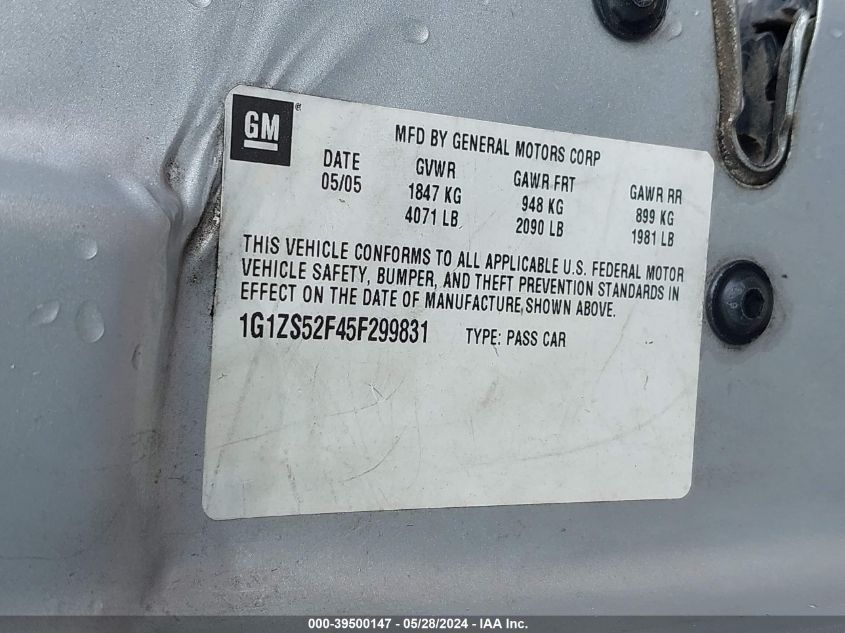 GM ®
MFD BY GENERAL MOTORS CORP
DATE GVWR GAWR FRT GAWR RR
05/05 1847 KG 948 KG 899 KG
4071 LB 2090 LB 1981 LB
THIS VEHICLE CONFORMS TO ALL APPLICABLE U.S. FEDERAL MOTOR
VEHICLE SAFETY, BUMPER, AND THEFT PREVENTION STANDARDS IN
EFFECT ON THE DATE OF MANUFACTURE SHOWN ABOVE.
1G1ZS52F45F299831 TYPE: PASS CAR
000-39500147 - 05/28/2024 - IAA Inc.